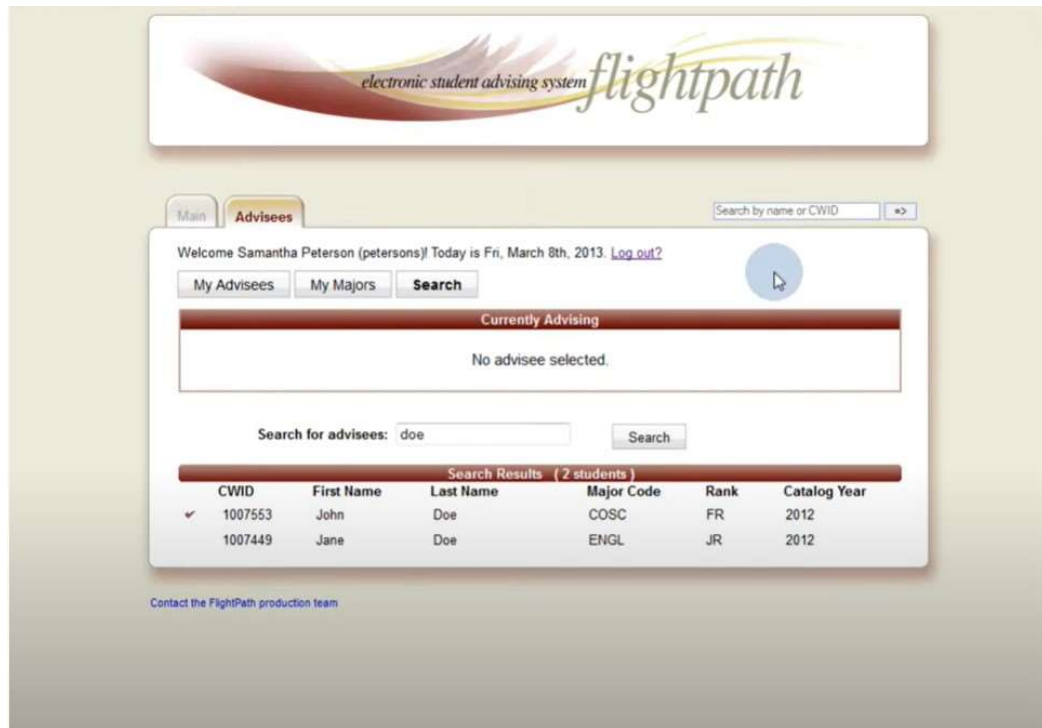 electronic student advising system flightpath
Main Advisees Search by name or CWID =>
Welcome Samantha Peterson (petersons)! Today is Fri, March 8th, 2013. Log out?
My Advisees My Majors Search
Currently Advising
No advisee selected.
Search for advisees: doe Search
Search Results ( 2 students )
CWID First Name Last Name Major Code Rank Catalog Year
✔ 1007553 John Doe COSC FR 2012
1007449 Jane Doe ENGL JR 2012
Contact the FlightPath production team